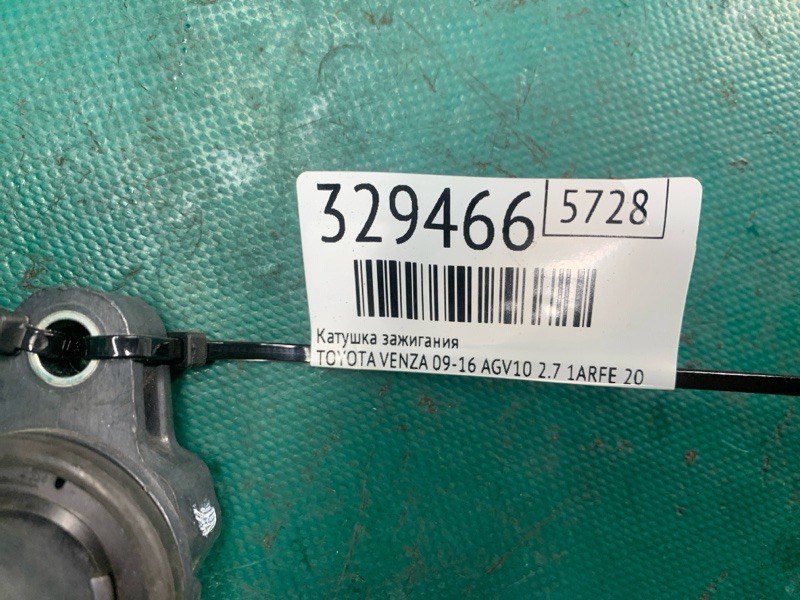 329466 5728
Катушка зажигания
TOYOTA VENZA 09-16 AGV10 2.7 1ARFE 20